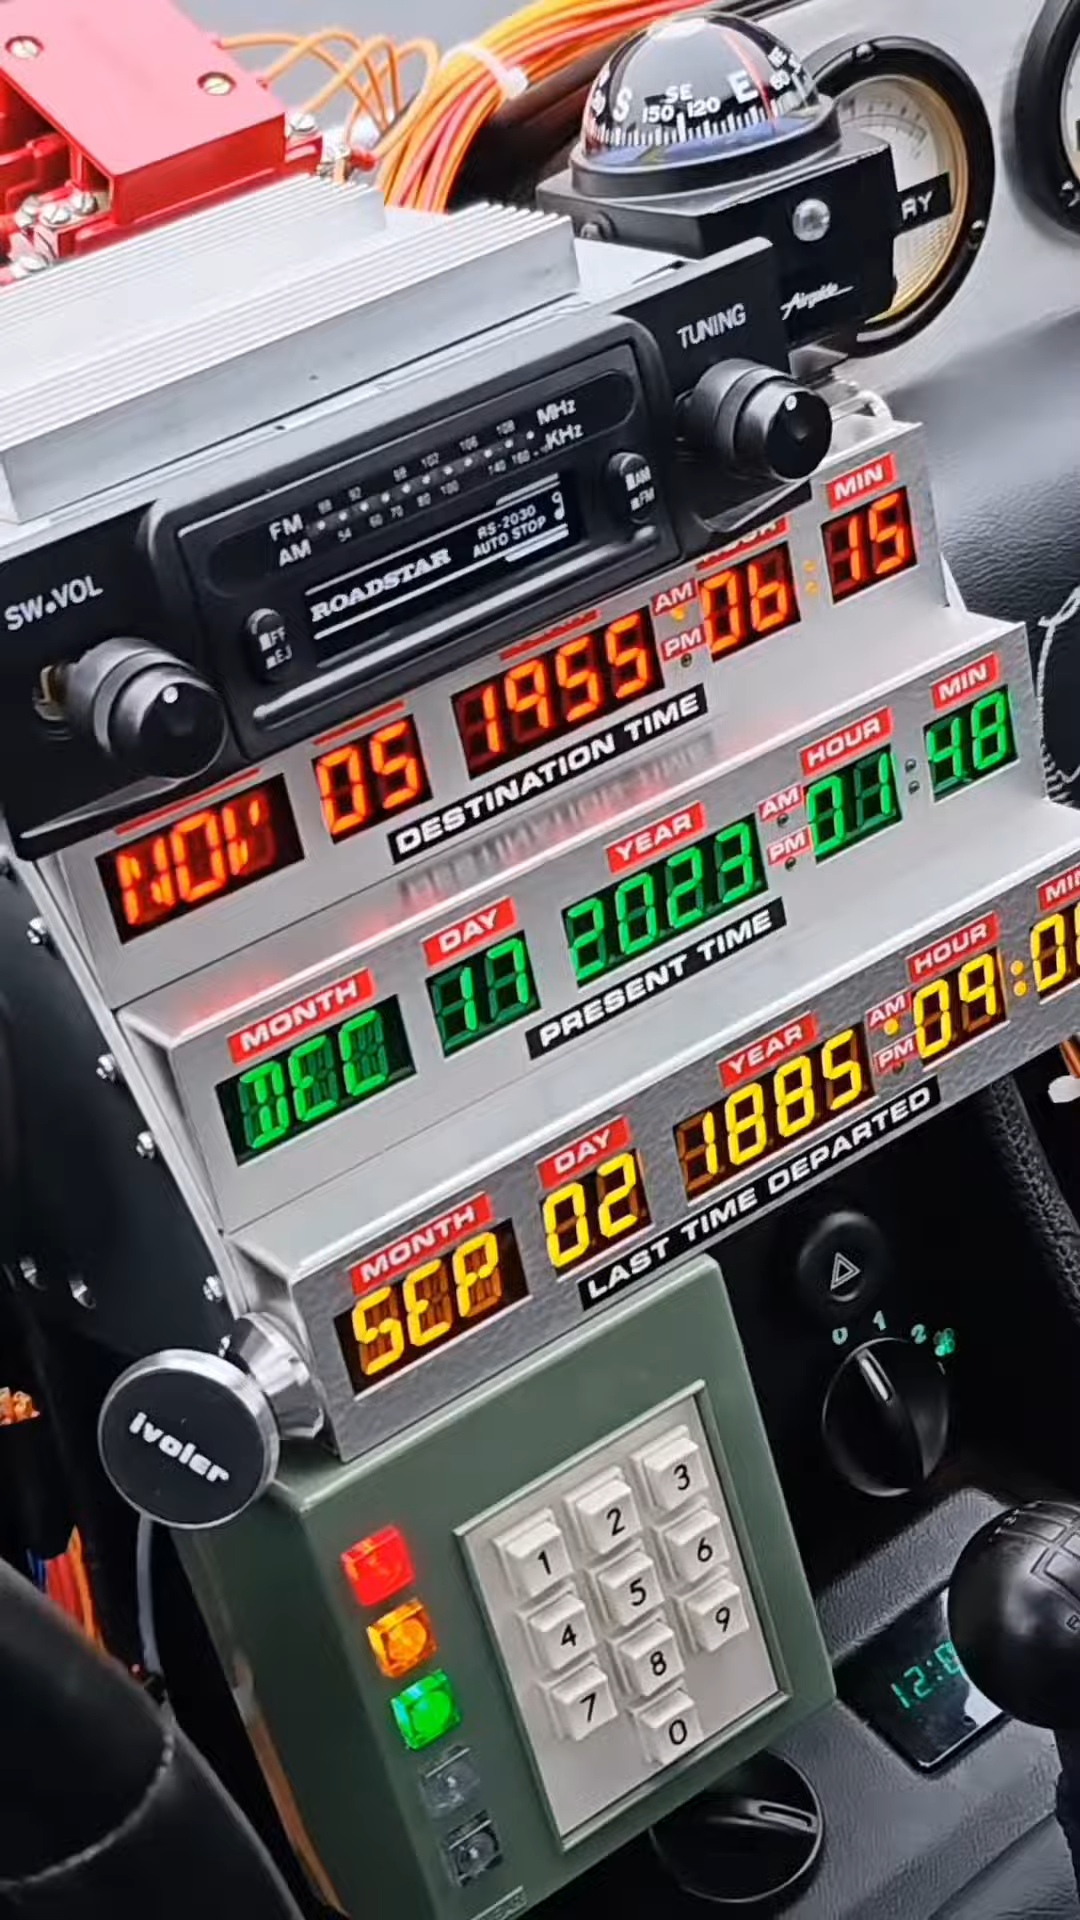 S
SE
E
150
120
60
RY
Airguide
TUNING
MHz
KHz
FM 88 92 98 102 106 108
AM 54 60 70 80 100 140 160
AM
FM
RS-2030
AUTO STOP
ROADSTAR
SW.VOL
FF
EJ
MIN
AM
PM
NOV 05 1955 06:15
DESTINATION TIME
MONTH DAY YEAR AM PM HOUR MIN
DEC 17 2023 01:48
PRESENT TIME
MONTH DAY YEAR AM PM HOUR
SEP 02 1885 09:
LAST TIME DEPARTED
0 1 2
ivoler
1 2 3
4 5 6
7 8 9
0
12:0